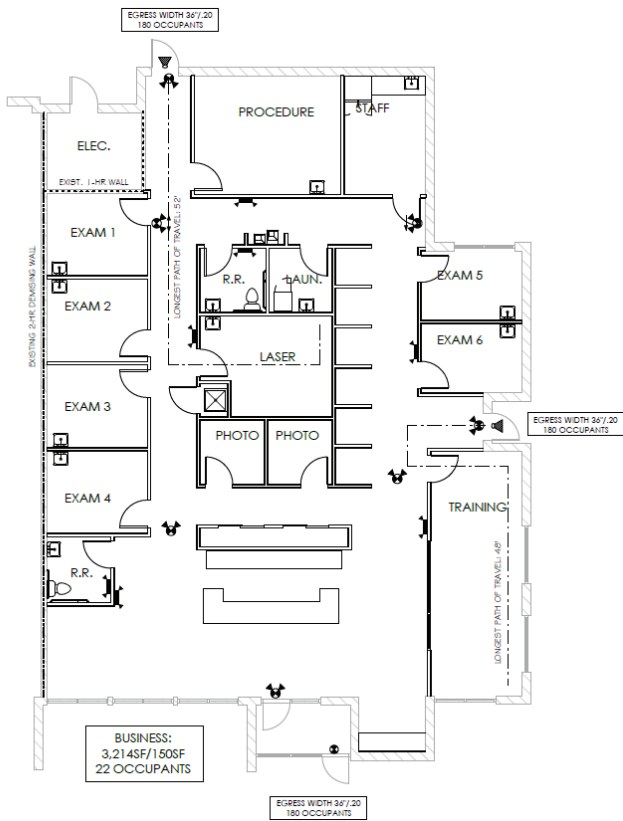 EGRESS WIDTH 36"/.20
180 OCCUPANTS
PROCEDURE
STAFF
ELEC.
EXIST. 1-HR WALL
EXAM 1
LONGEST PATH OF TRAVEL: 52'
EXISTING 2-HR DEMISING WALL
R.R.
LAUN.
EXAM 5
EXAM 2
LASER
EXAM 6
EXAM 3
EGRESS WIDTH 36"/.20
180 OCCUPANTS
PHOTO
PHOTO
EXAM 4
TRAINING
R.R.
LONGEST PATH OF TRAVEL: 48'
BUSINESS:
3,214SF/150SF
22 OCCUPANTS
EGRESS WIDTH 36"/.20
180 OCCUPANTS